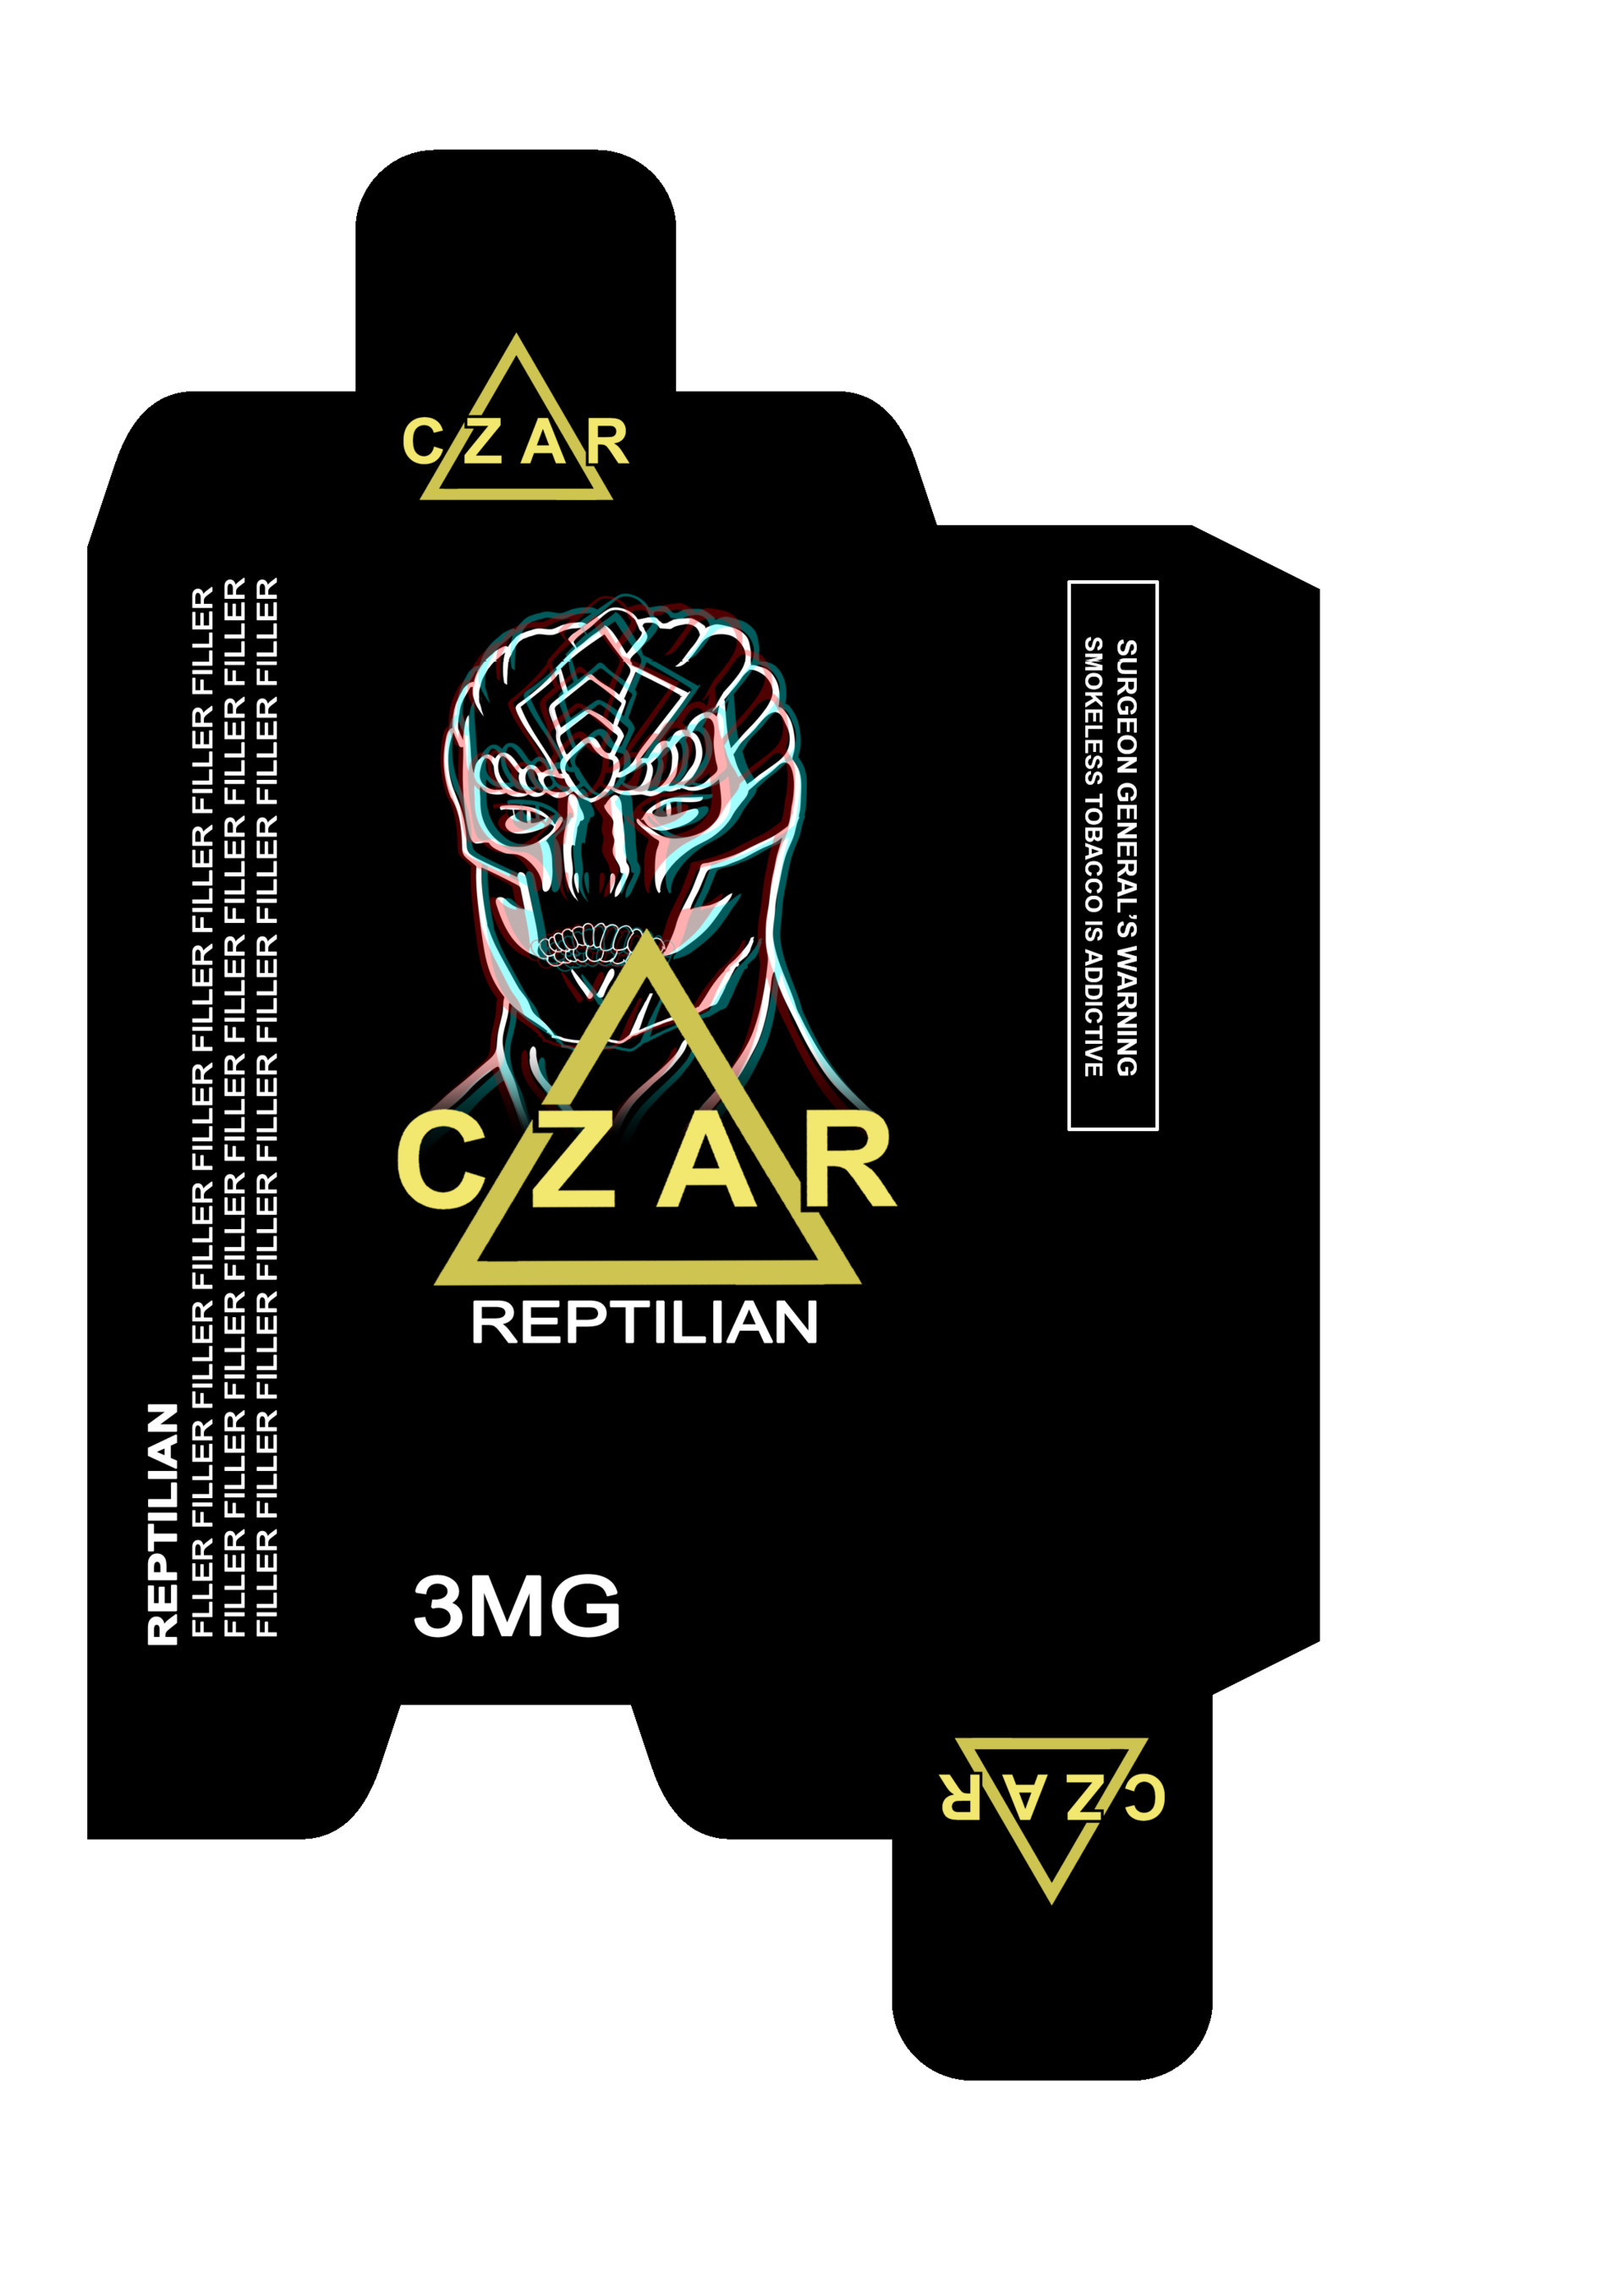 CZAR
REPTILIAN
FLLER FILLER FILLER FILLER FILLER FILLER FILLER FILLER FILLER
FILLER FILLER FILLER FILLER FILLER FILLER FILLER FILLER FILLER
FILLER FILLER FILLER FILLER FILLER FILLER FILLER FILLER FILLER
CZAR
REPTILIAN
3MG
SURGEON GENERAL'S WARNING
SMOKELESS TOBACCO IS ADDICTIVE
CZAR